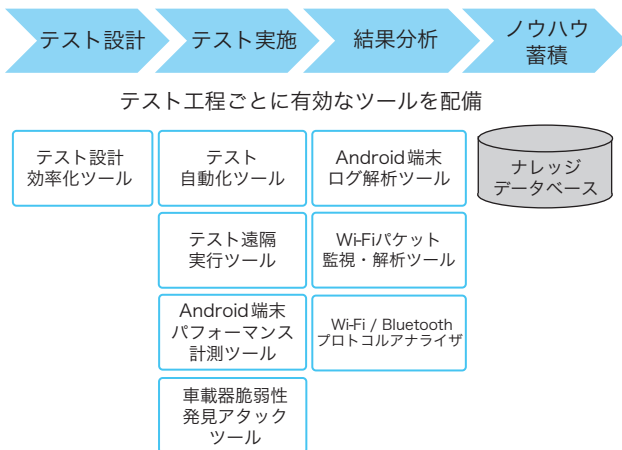 テスト設計
テスト実施
結果分析
ノウハウ
蓄積
テスト工程ごとに有効なツールを配備
テスト設計
効率化ツール
テスト
自動化ツール
Android端末
ログ解析ツール
ナレッジ
データベース
テスト遠隔
実行ツール
Wi-Fiパケット
監視・解析ツール
Android端末
パフォーマンス
計測ツール
Wi-Fi / Bluetooth
プロトコルアナライザ
車載器脆弱性
発見アタック
ツール